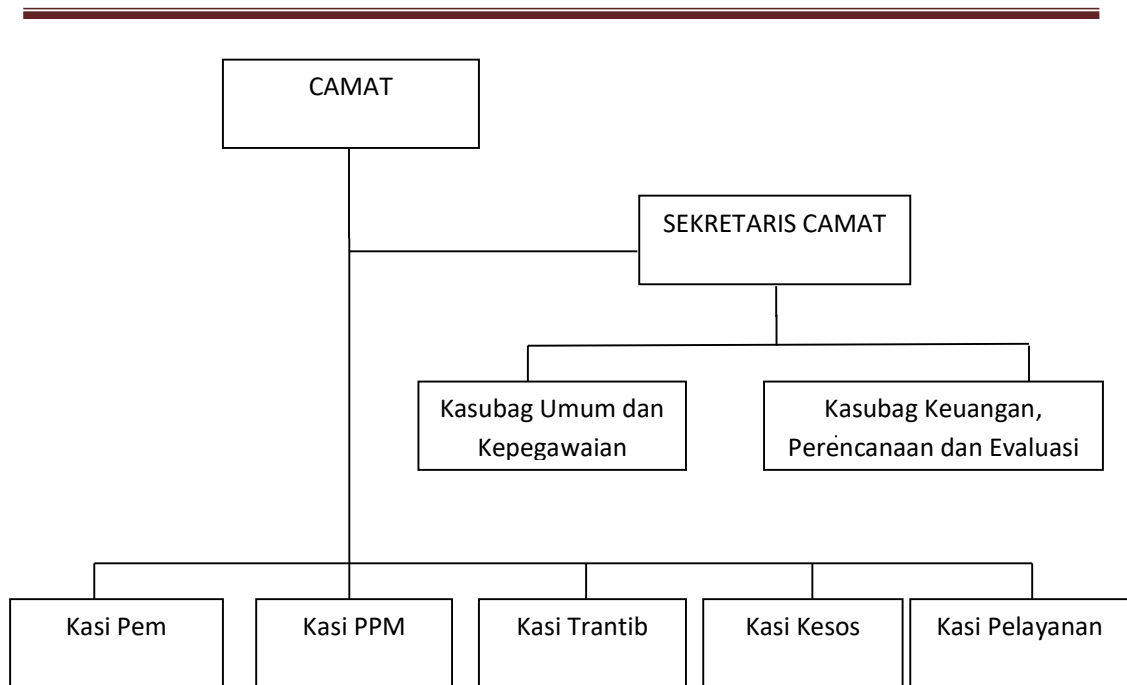 CAMAT
SEKRETARIS CAMAT
Kasubag Umum dan
Kepegawaian
Kasubag Keuangan,
Perencanaan dan Evaluasi
Kasi Pem
Kasi PPM
Kasi Trantib
Kasi Kesos
Kasi Pelayanan